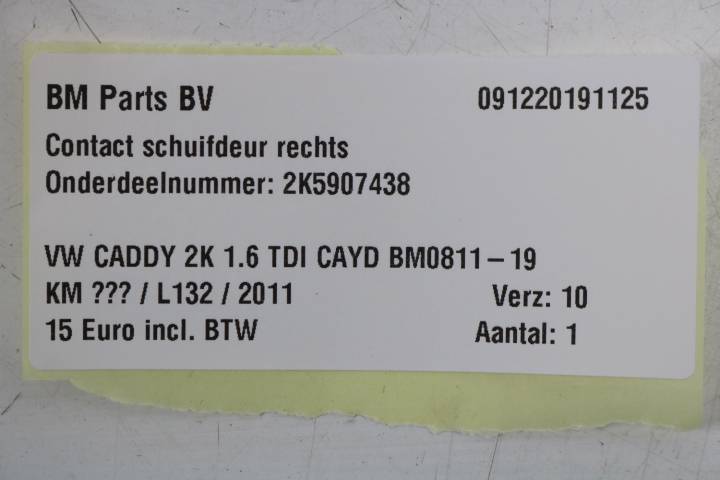 BM Parts BV 091220191125
Contact schuifdeur rechts
Onderdeelnummer: 2K5907438
VW CADDY 2K 1.6 TDI CAYD BM0811-19
KM ??? / L132 / 2011 Verz: 10
15 Euro incl. BTW Aantal: 1